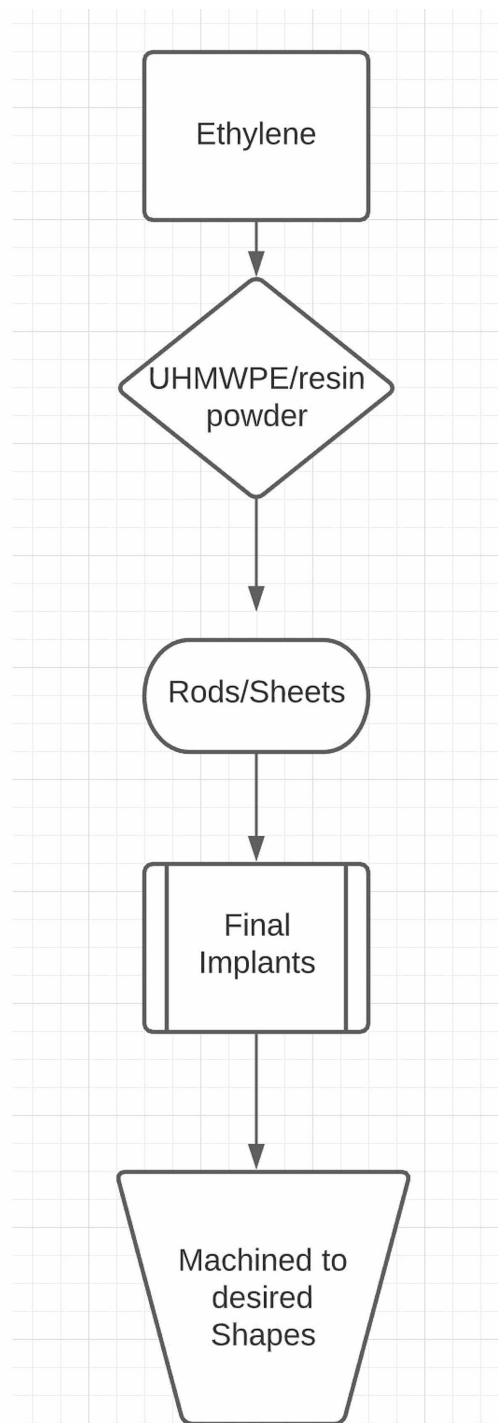 Ethylene
UHMWPE/resin
powder
Rods/Sheets
Final
Implants
Machined to
desired
Shapes